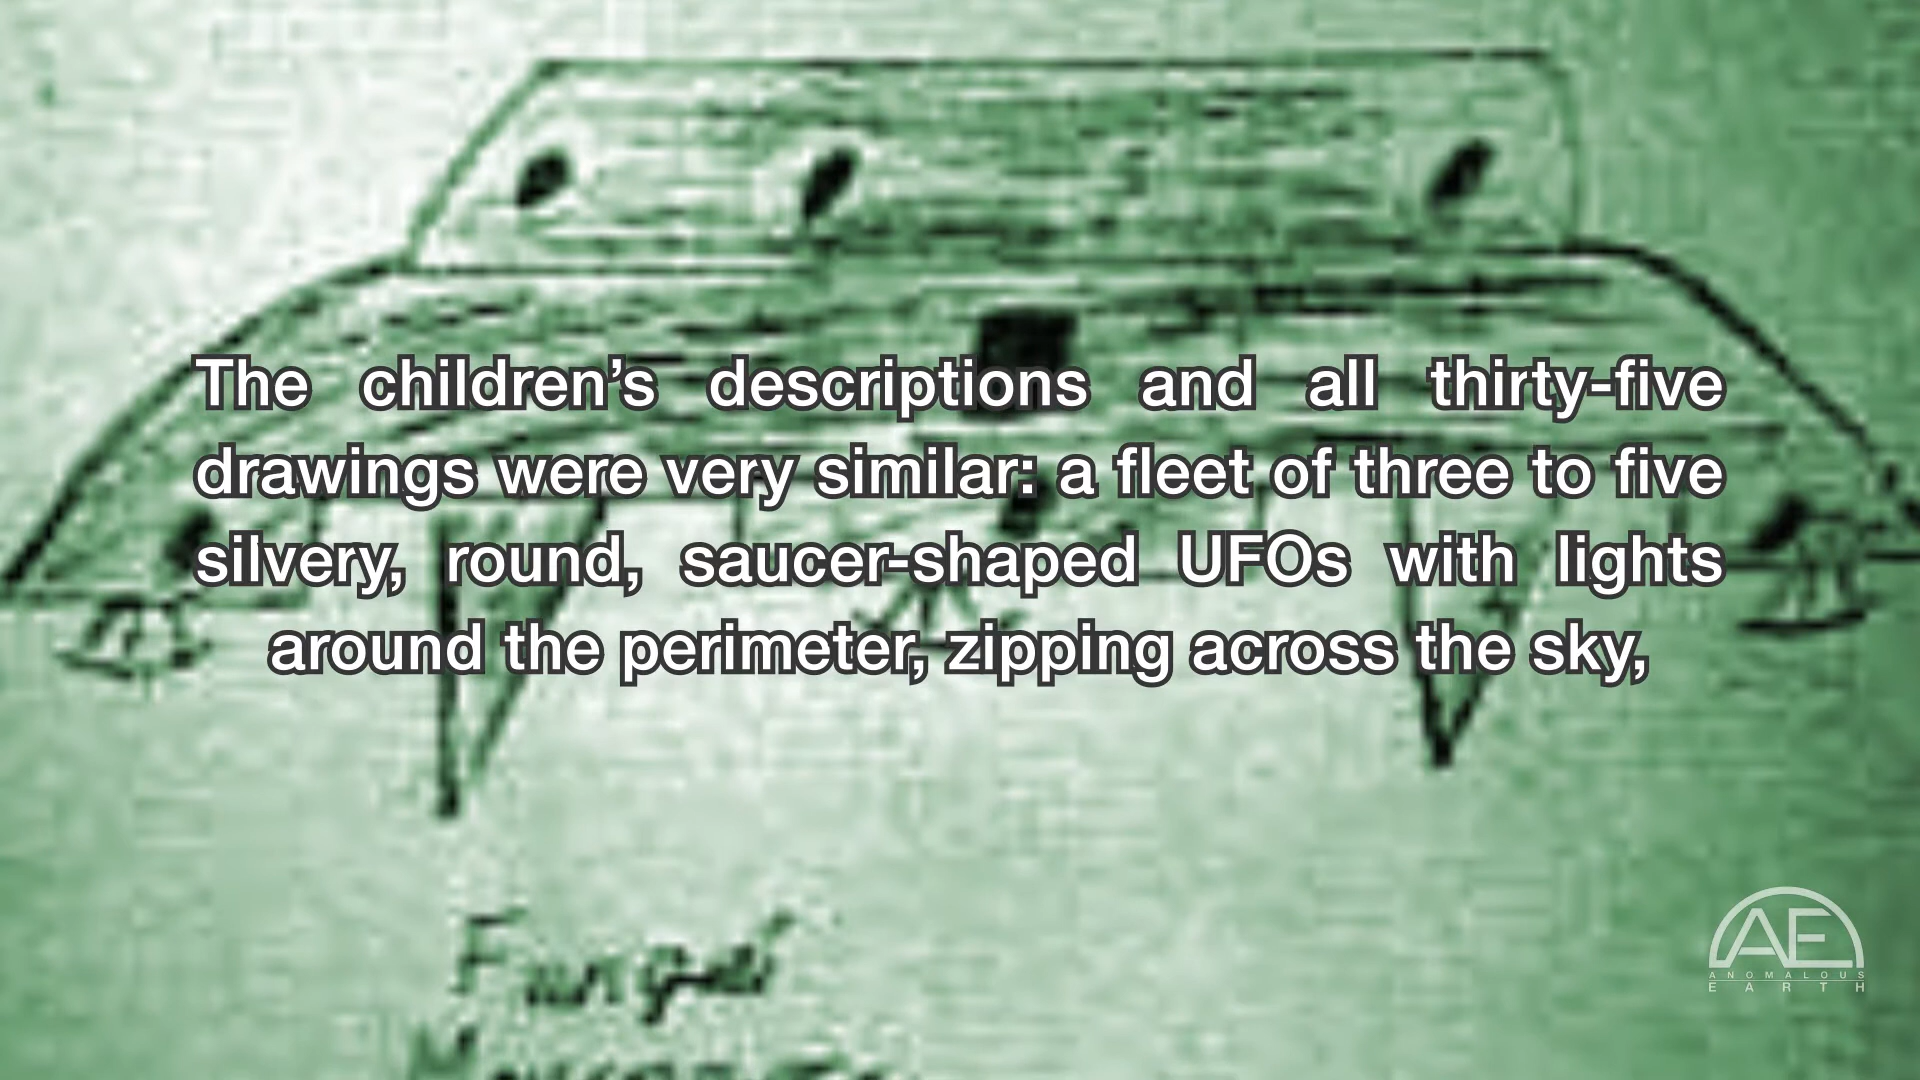 The children’s descriptions and all thirty-five
drawings were very similar: a fleet of three to five
silvery, round, saucer-shaped UFOs with lights
around the perimeter, zipping across the sky,
AE
ANOMALOUS
EARTH